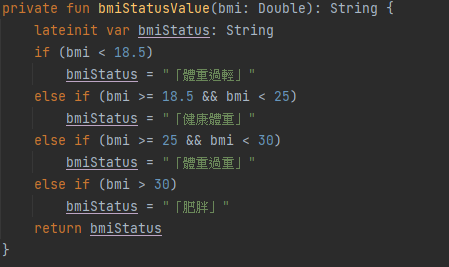 private fun bmiStatusValue(bmi: Double): String {
    lateinit var bmiStatus: String
    if (bmi < 18.5)
        bmiStatus = "「體重過輕」"
    else if (bmi >= 18.5 && bmi < 25)
        bmiStatus = "「健康體重」"
    else if (bmi >= 25 && bmi < 30)
        bmiStatus = "「體重過重」"
    else if (bmi > 30)
        bmiStatus = "「肥胖」"
    return bmiStatus
}